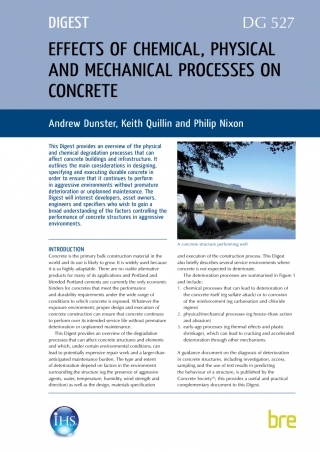 DIGEST
DG 527
EFFECTS OF CHEMICAL, PHYSICAL
AND MECHANICAL PROCESSES ON
CONCRETE
Andrew Dunster, Keith Quillin and Philip Nixon
This Digest provides an overview of the physical
and chemical degradation processes that can
affect concrete buildings and infrastructure. It
outlines the main considerations in designing,
specifying and executing durable concrete in
order to ensure that it continues to perform
in aggressive environments without premature
deterioration or unplanned maintenance. The
Digest will interest developers, asset owners,
engineers and specifiers who wish to gain a
broad understanding of the factors controlling the
performance of concrete structures in aggressive
environments.
INTRODUCTION
Concrete is the primary bulk construction material in the
world and its use is likely to grow. It is widely used because
it is so highly adaptable. There are no viable alternative
products for many of its applications and Portland and
blended Portland cements are currently the only economic
binders for concretes that meet the performance
and durability requirements under the wide range of
conditions to which concrete is exposed. Whatever the
exposure environment, proper design and execution of
concrete construction can ensure that concrete continues
to perform over its intended service life without premature
deterioration or unplanned maintenance.
This Digest provides an overview of the degradation
processes that can affect concrete structures and elements
and which, under certain environmental conditions, can
lead to potentially expensive repair work and a larger-than-
anticipated maintenance burden. The type and extent
of deterioration depend on factors in the environment
surrounding the structure (eg the presence of aggressive
agents, water, temperature, humidity, wind strength and
direction) as well as the design, materials specification
A concrete structure performing well
and execution of the construction process. This Digest
also briefly describes several service environments where
concrete is not expected to deteriorate.
The deterioration processes are summarised in Figure 1
and include:
1. chemical processes that can lead to deterioration of
the concrete itself (eg sulfate attack) or to corrosion
of the reinforcement (eg carbonation and chloride
ingress)
2. physical/mechanical processes (eg freeze–thaw action
and abrasion)
3. early-age processes (eg thermal effects and plastic
shrinkage), which can lead to cracking and accelerated
deterioration through other mechanisms.
A guidance document on the diagnosis of deterioration
in concrete structures, including investigation, access,
sampling and the use of test results in predicting
the behaviour of a structure, is published by the
Concrete Society; this provides a useful and practical
complementary document to this Digest.
IHS
bre